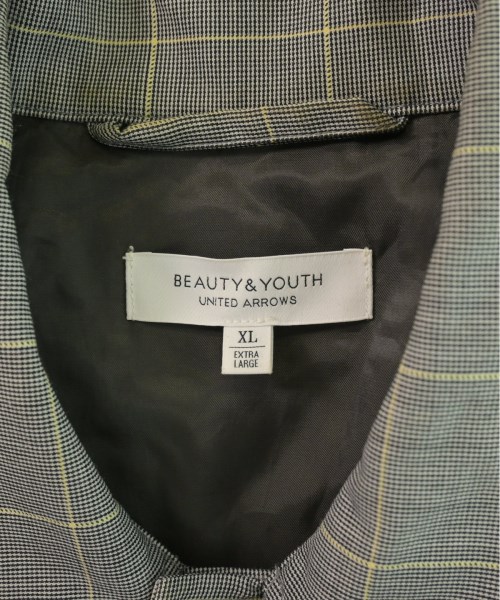 BEAUTY&YOUTH
UNITED ARROWS
XL
EXTRA
LARGE